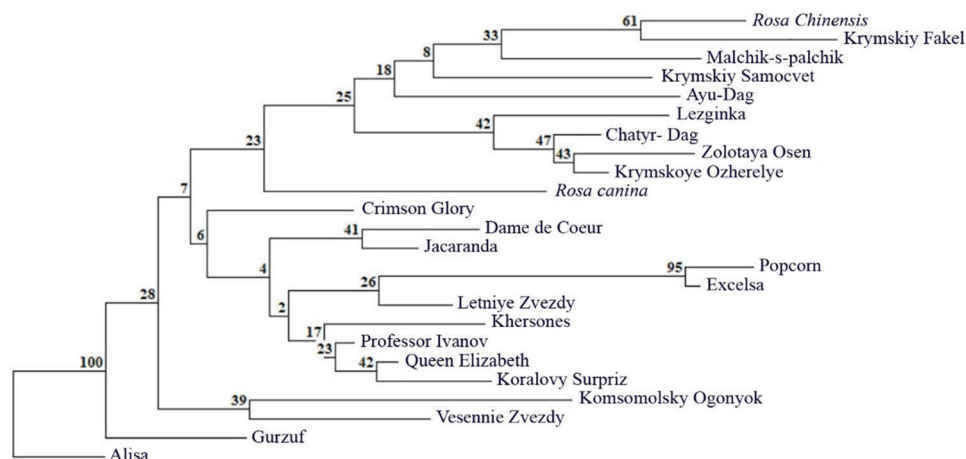 61
Rosa Chinensis
33
Krymskiy Fakel
8
Malchik-s-palchik
18
Krymskiy Samocvet
25
Ayu-Dag
42
Lezginka
23
47
Chatyr- Dag
43
Zolotaya Osen
Krymskoye Ozherelye
7
Rosa canina
6
Crimson Glory
41
Dame de Coeur
Jacaranda
4
95
Popcorn
26
Excelsa
28
2
Letniye Zvezdy
17
Khersones
23
Professor Ivanov
42
Queen Elizabeth
100
Koralovy Surpriz
39
Komsomolsky Ogonyok
Vesennie Zvezdy
Gurzuf
Alisa